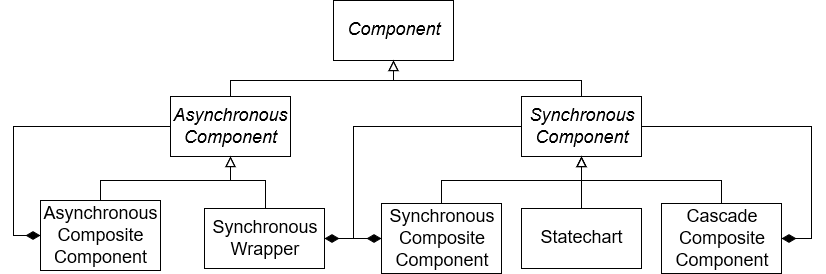 Component
Asynchronous
Component
Synchronous
Component
Asynchronous
Composite
Component
Synchronous
Wrapper
Synchronous
Composite
Component
Statechart
Cascade
Composite
Component